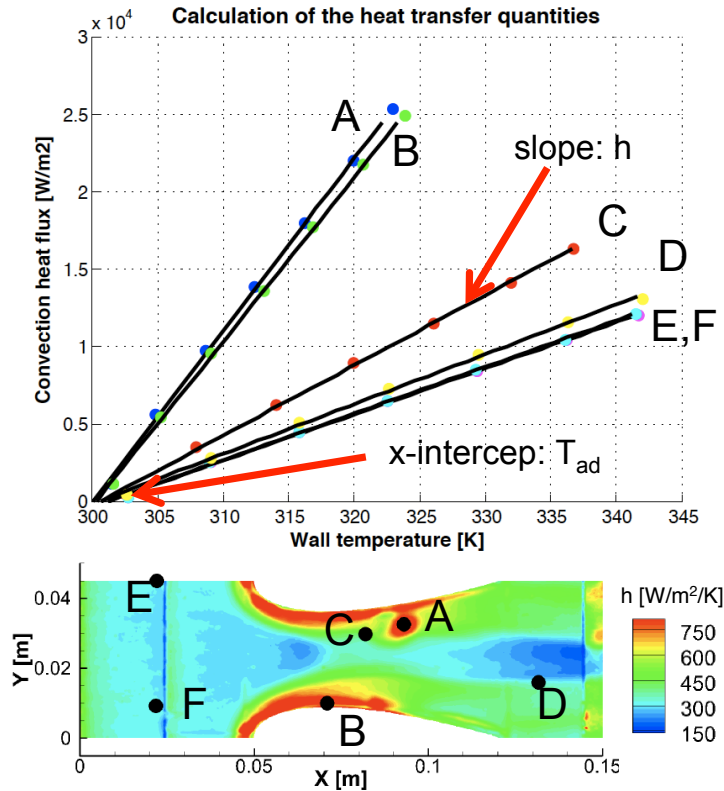 Calculation of the heat transfer quantities
x 10⁴
Convection heat flux [W/m2]
3
2.5
2
1.5
1
0.5
0
300 305 310 315 320 325 330 335 340 345
Wall temperature [K]
A
B
slope: h
C
D
E,F
x-intercep: T_ad
Y [m]
0.04
0.02
0
0 0.05 0.1 0.15
X [m]
E
F
C
A
B
D
h [W/m²/K]
750
600
450
300
150